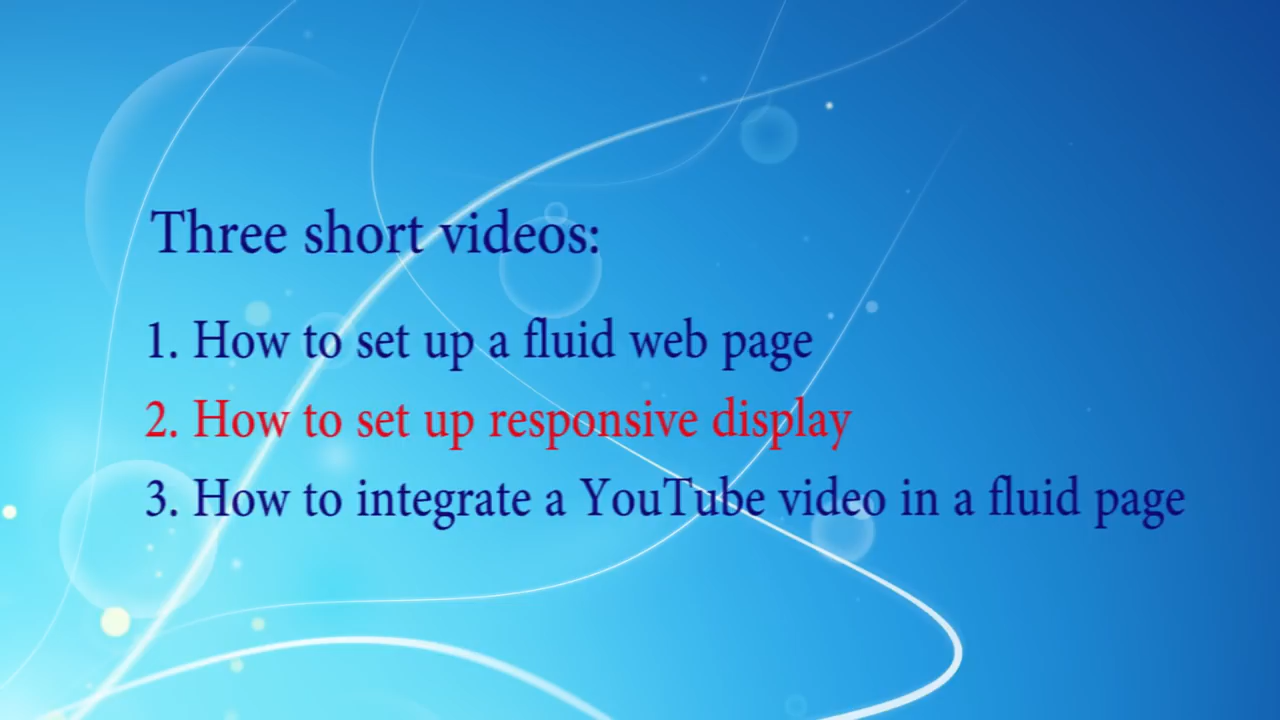 Three short videos:
1. How to set up a fluid web page
2. How to set up responsive display
3. How to integrate a YouTube video in a fluid page